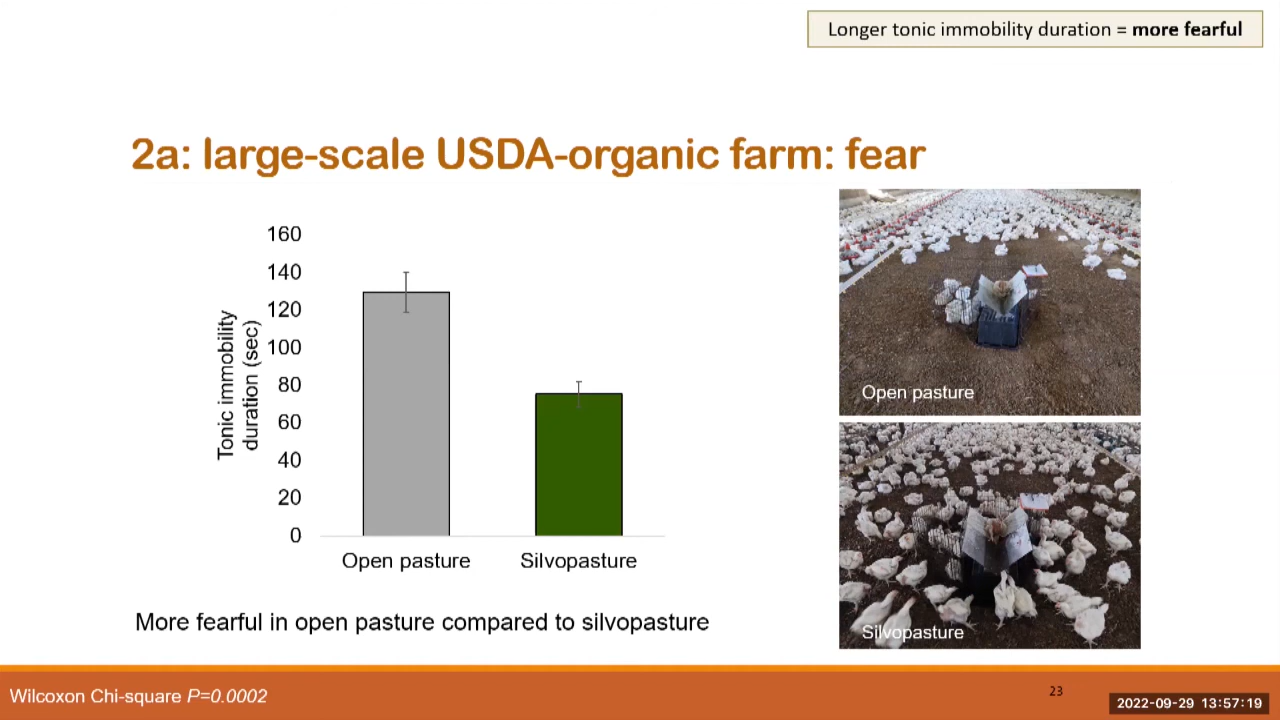 Longer tonic immobility duration = more fearful
2a: large-scale USDA-organic farm: fear
160
140
120
100
80
60
40
20
0
Tonic immobility
duration (sec)
Open pasture
Silvopasture
More fearful in open pasture compared to silvopasture
Open pasture
Silvopasture
Wilcoxon Chi-square P=0.0002
23
2022-09-29 13:57:19